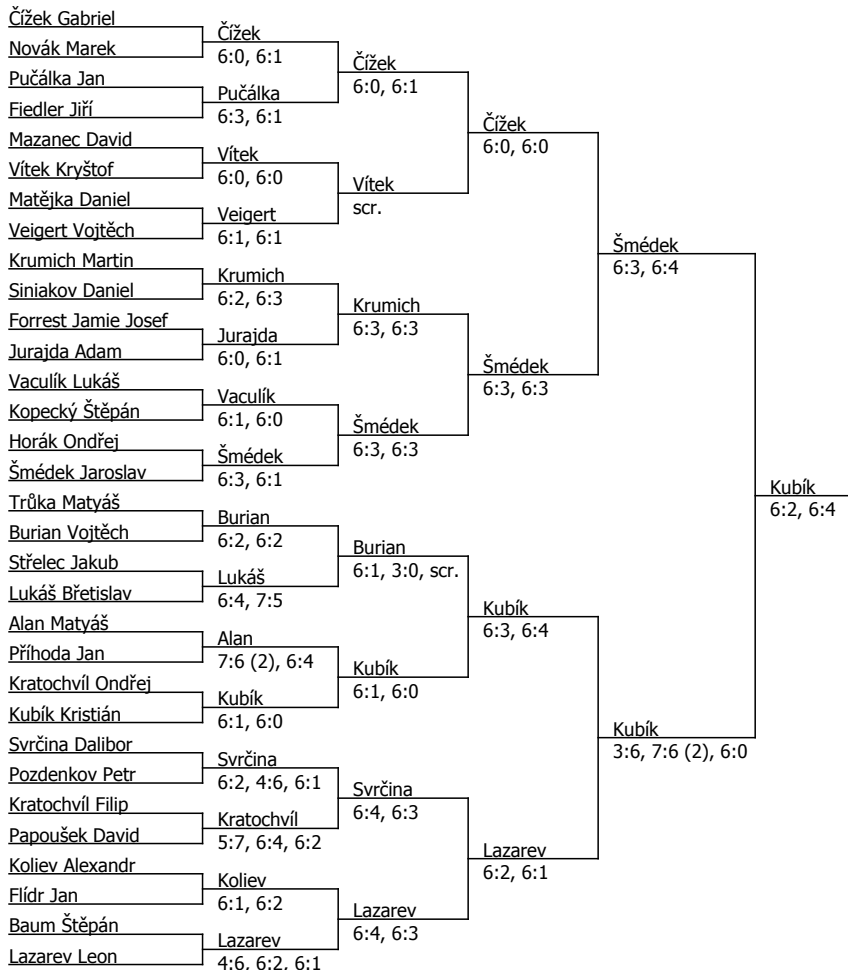 Čížek Gabriel
Novák Marek
Pučálka Jan
Fiedler Jiří
Mazanec David
Vítek Kryštof
Matějka Daniel
Veigert Vojtěch
Krumich Martin
Siniakov Daniel
Forrest Jamie Josef
Jurajda Adam
Vaculík Lukáš
Kopecký Štěpán
Horák Ondřej
Šmédek Jaroslav
Trůka Matyáš
Burian Vojtěch
Střelec Jakub
Lukáš Břetislav
Alan Matyáš
Příhoda Jan
Kratochvíl Ondřej
Kubík Kristián
Svrčina Dalibor
Pozdenkov Petr
Kratochvíl Filip
Papoušek David
Koliev Alexandr
Flídr Jan
Baum Štěpán
Lazarev Leon
Čížek
6:0, 6:1
Pučálka
6:3, 6:1
Vítek
6:0, 6:0
Veigert
6:1, 6:1
Krumich
6:2, 6:3
Jurajda
6:0, 6:1
Vaculík
6:1, 6:0
Šmédek
6:3, 6:1
Burian
6:2, 6:2
Lukáš
6:4, 7:5
Alan
7:6 (2), 6:4
Kubík
6:1, 6:0
Svrčina
6:2, 4:6, 6:1
Kratochvíl
5:7, 6:4, 6:2
Koliev
6:1, 6:2
Lazarev
4:6, 6:2, 6:1
Čížek
6:0, 6:1
Vítek
scr.
Krumich
6:3, 6:3
Šmédek
6:3, 6:3
Burian
6:1, 3:0, scr.
Kubík
6:1, 6:0
Svrčina
6:4, 6:3
Lazarev
6:4, 6:3
Čížek
6:0, 6:0
Šmédek
6:3, 6:3
Kubík
6:3, 6:4
Lazarev
6:2, 6:1
Šmédek
6:3, 6:4
Kubík
3:6, 7:6 (2), 6:0
Kubík
6:2, 6:4